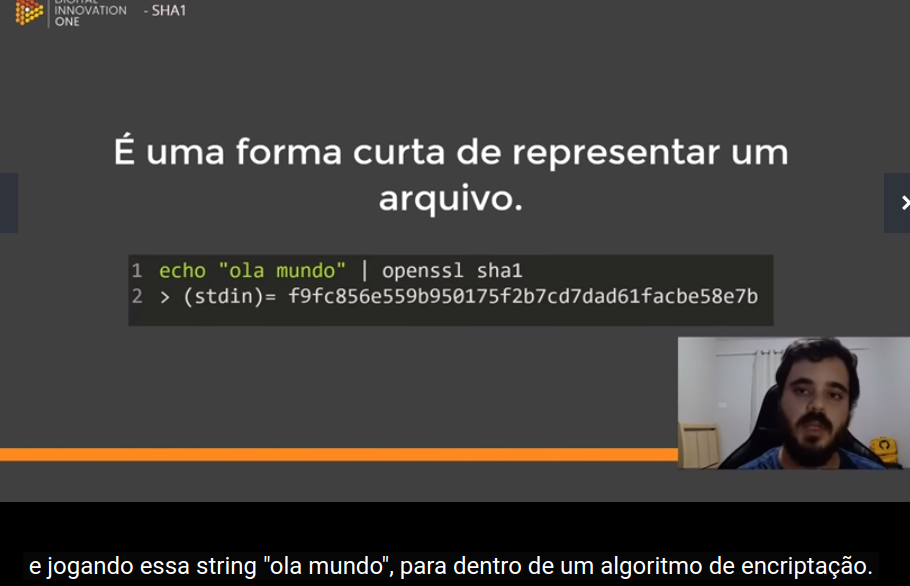 DIGITAL
INNOVATION
ONE
- SHA1
É uma forma curta de representar um
arquivo.
1 echo "ola mundo" | openssl sha1
2 > (stdin)= f9fc856e559b950175f2b7cd7dad61facbe58e7b
e jogando essa string "ola mundo", para dentro de um algoritmo de encriptação.